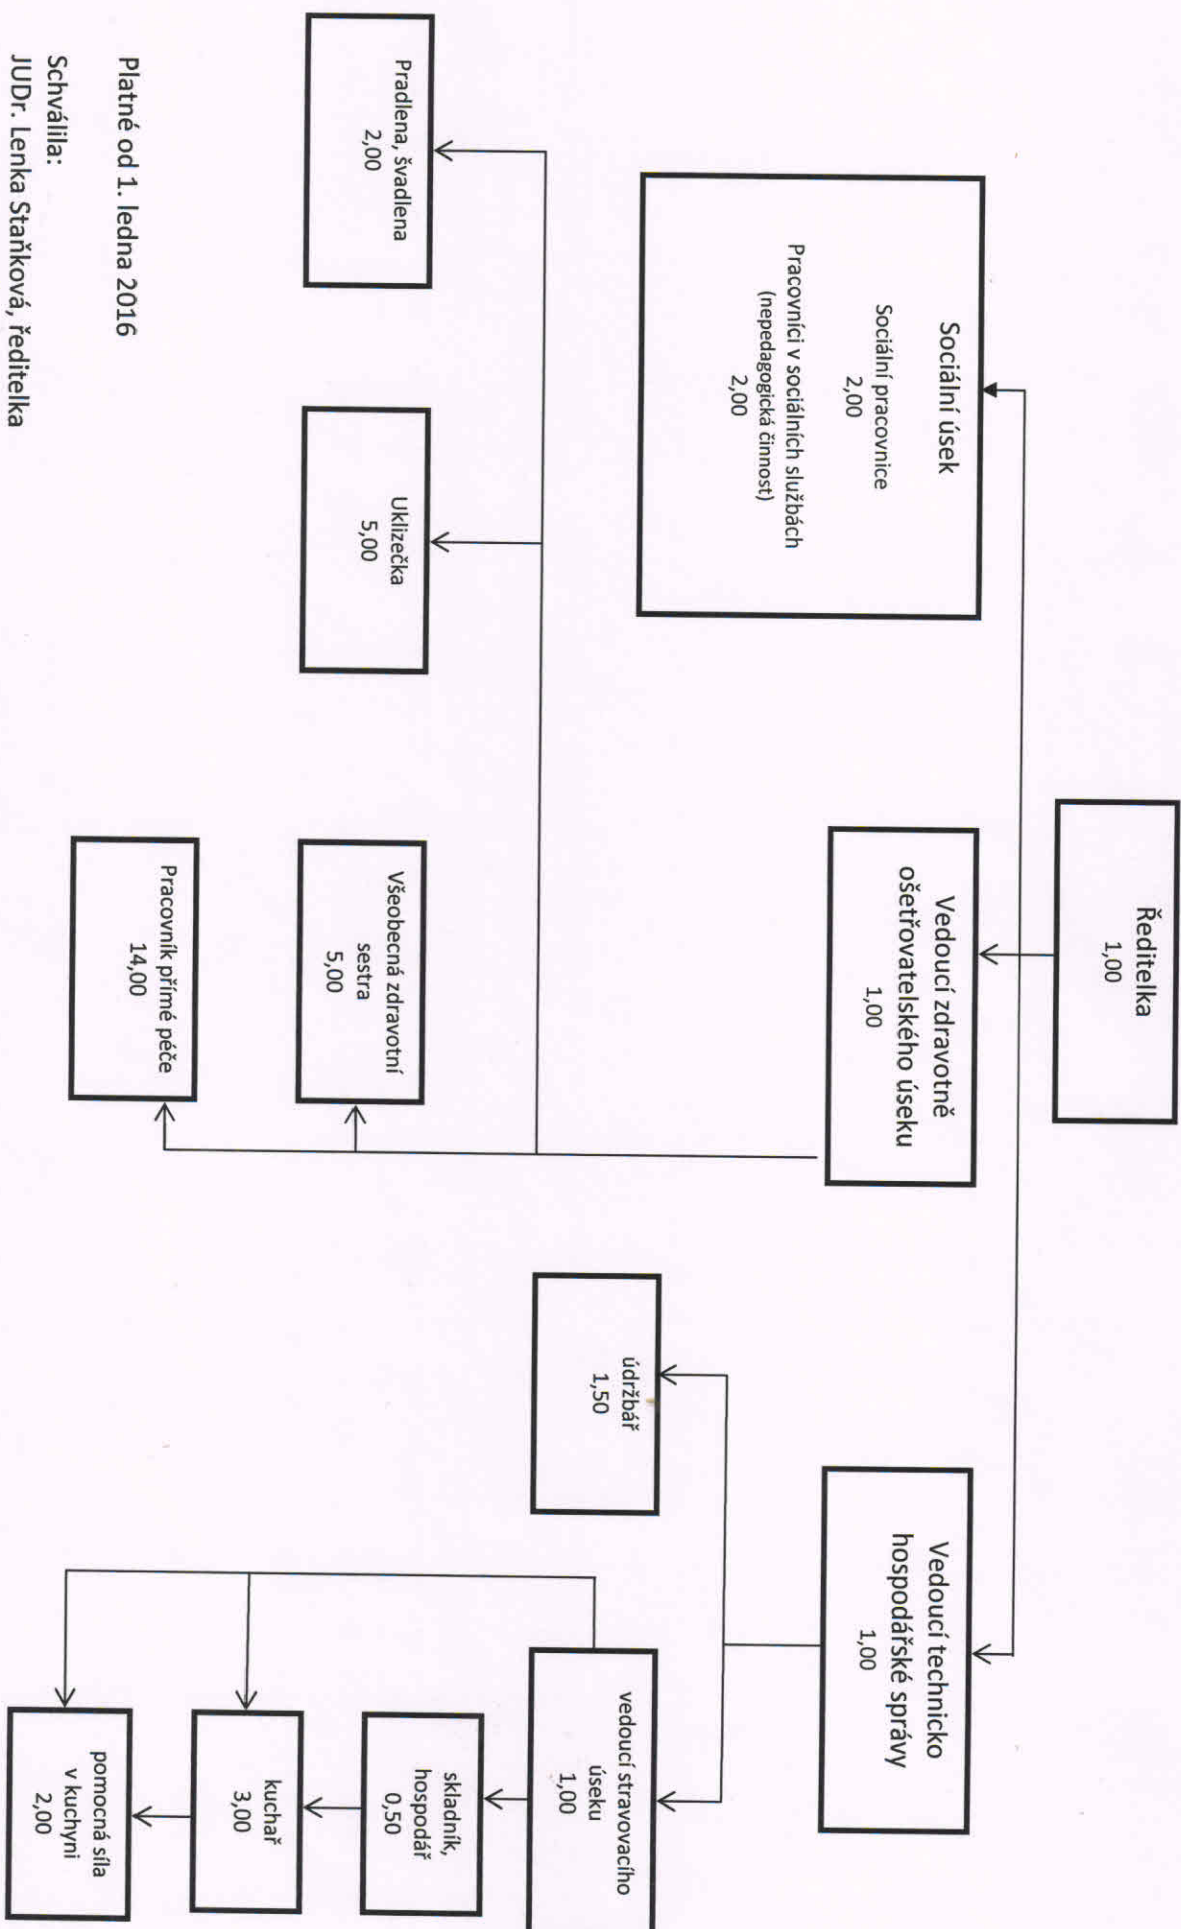 Ředitelka
1,00
Sociální úsek
Sociální pracovnice
2,00
Pracovníci v sociálních službách
(nepedagogická činnost)
2,00
Vedoucí zdravotně
ošetřovatelského úseku
1,00
Vedoucí technicko
hospodářské správy
1,00
údržbář
1,50
vedoucí stravovacího
úseku
1,00
Pradlena, švadlena
2,00
Uklizečka
5,00
Všeobecná zdravotní
sestra
5,00
skladník,
hospodář
0,50
Pracovník přímé péče
14,00
kuchař
3,00
pomocná síla
v kuchyni
2,00
Platné od 1. ledna 2016
Schválila:
JUDr. Lenka Staňková, ředitelka